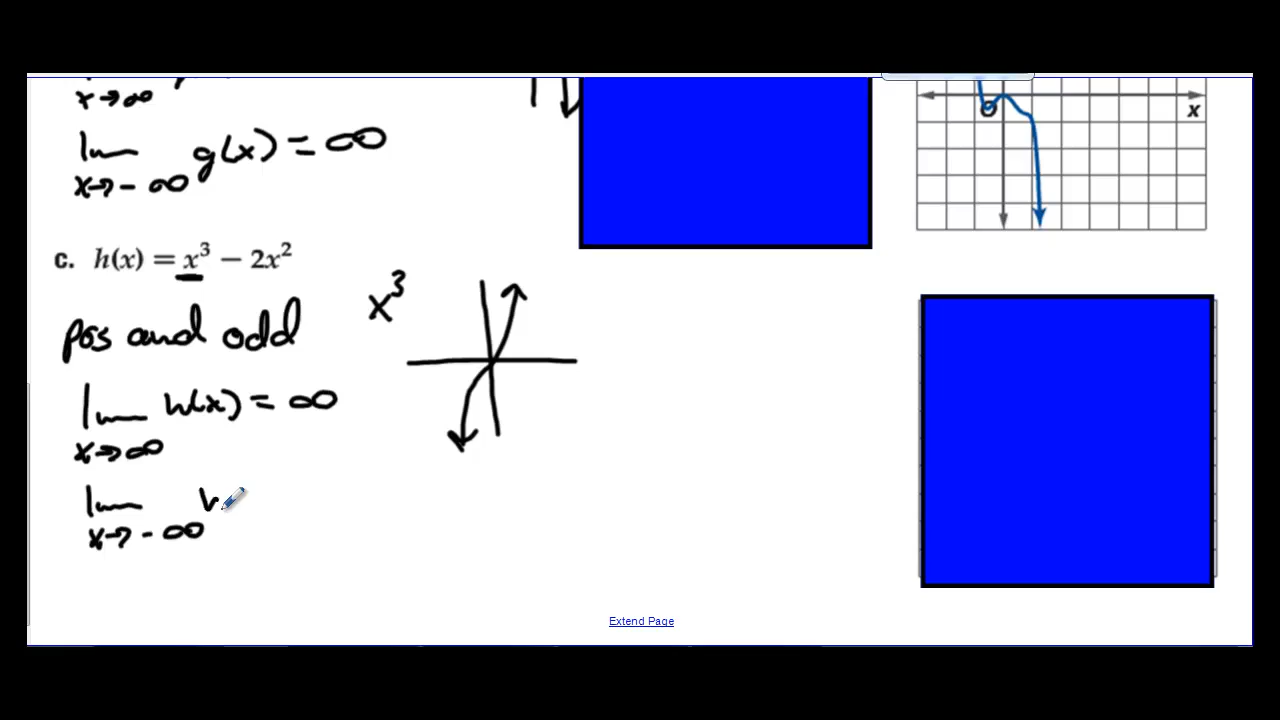 x→∞
lim g(x) = ∞
x→-∞
c. h(x) = x³ − 2x²
pos and odd
x³
lim h(x) = ∞
x→∞
lim h
x→-∞
x
Extend Page